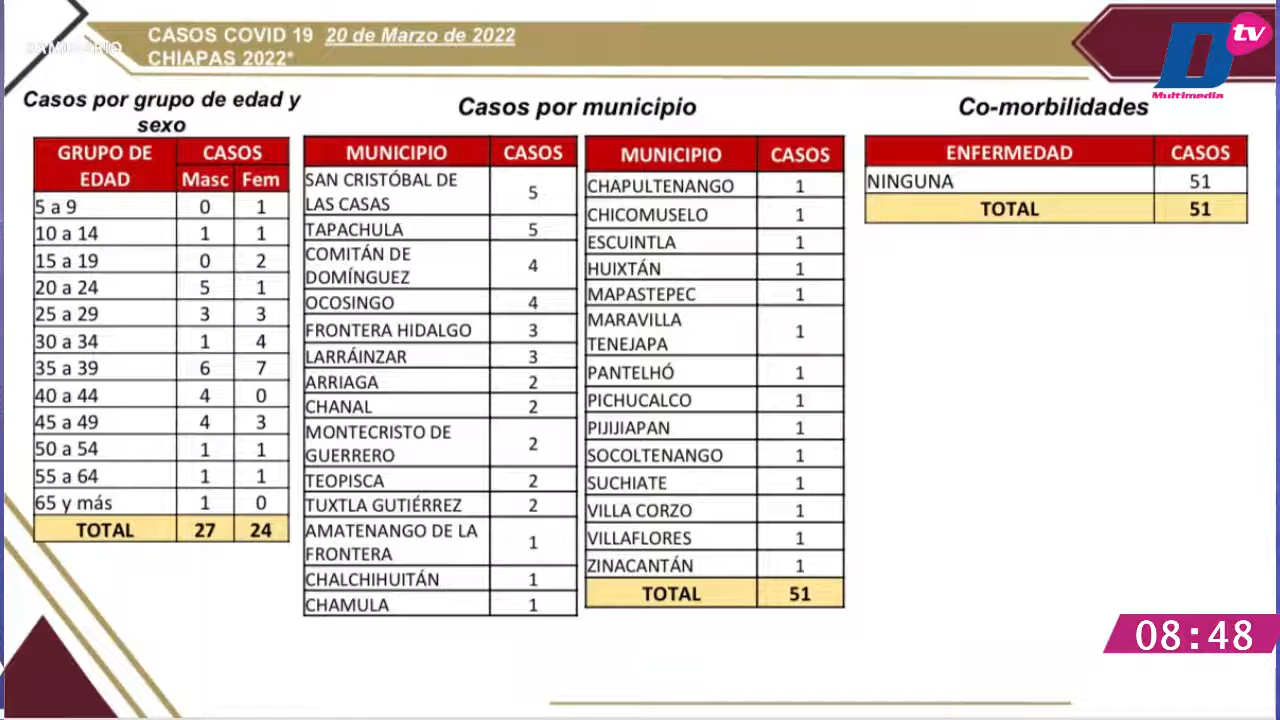 CASOS COVID 19 20 de Marzo de 2022
CHIAPAS 2022*
D tv
Multimedia
Casos por grupo de edad y
sexo
GRUPO DE EDAD CASOS
Masc Fem
5 a 9 0 1
10 a 14 1 1
15 a 19 0 2
20 a 24 5 1
25 a 29 3 3
30 a 34 1 4
35 a 39 6 7
40 a 44 4 0
45 a 49 4 3
50 a 54 1 1
55 a 64 1 1
65 y más 1 0
TOTAL 27 24
Casos por municipio
MUNICIPIO CASOS
SAN CRISTÓBAL DE
LAS CASAS 5
TAPACHULA 5
COMITÁN DE
DOMÍNGUEZ 4
OCOSINGO 4
FRONTERA HIDALGO 3
LARRÁINZAR 3
ARRIAGA 2
CHANAL 2
MONTECRISTO DE
GUERRERO 2
TEOPISCA 2
TUXTLA GUTIÉRREZ 2
AMATENANGO DE LA
FRONTERA 1
CHALCHIHUITÁN 1
CHAMULA 1
MUNICIPIO CASOS
CHAPULTENANGO 1
CHICOMUSELO 1
ESCUINTLA 1
HUIXTÁN 1
MAPASTEPEC 1
MARAVILLA
TENEJAPA 1
PANTELHÓ 1
PICHUCALCO 1
PIJIJIAPAN 1
SOCOLTENANGO 1
SUCHIATE 1
VILLA CORZO 1
VILLAFLORES 1
ZINACANTÁN 1
TOTAL 51
Co-morbilidades
ENFERMEDAD CASOS
NINGUNA 51
TOTAL 51
08:48